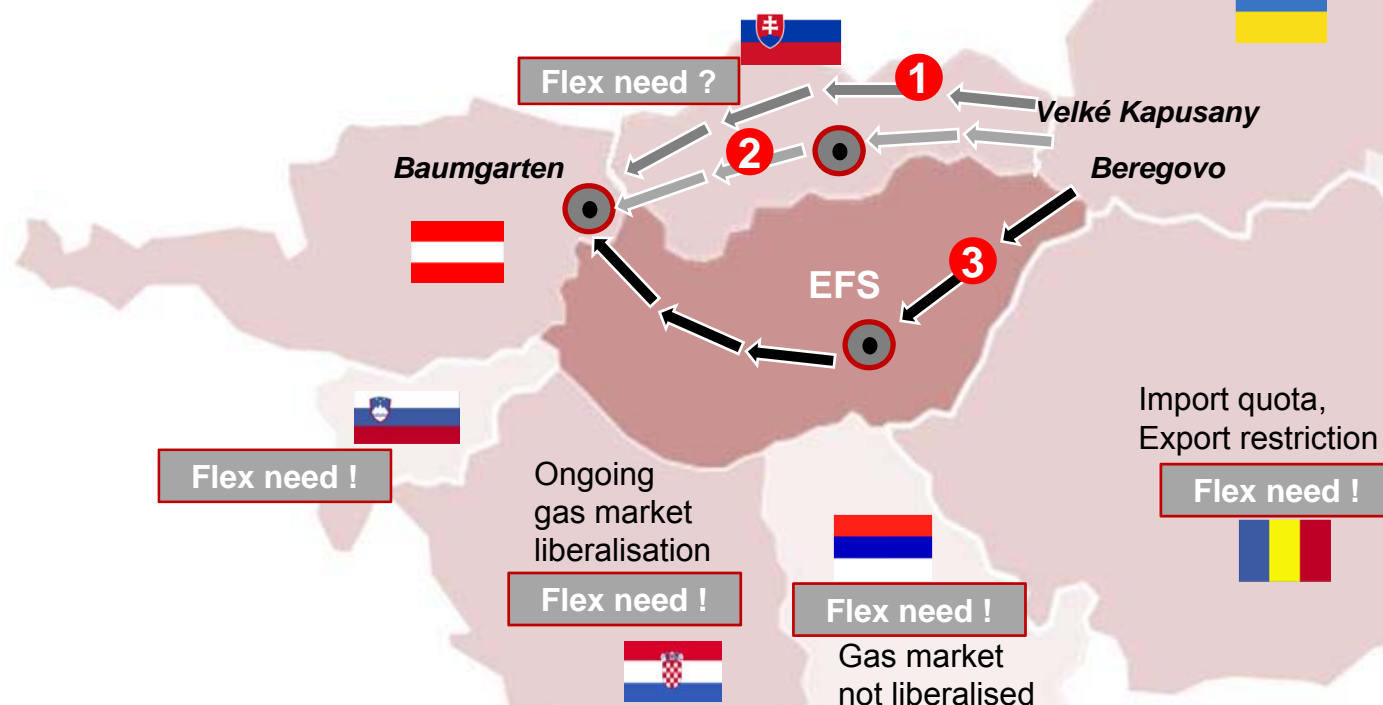 Flex need ?
1
Velké Kapusany
2
Baumgarten
Beregovo
3
EFS
Import quota,
Export restriction
Flex need !
Flex need !
Ongoing
gas market
liberalisation
Flex need !
Flex need !
Gas market
not liberalised